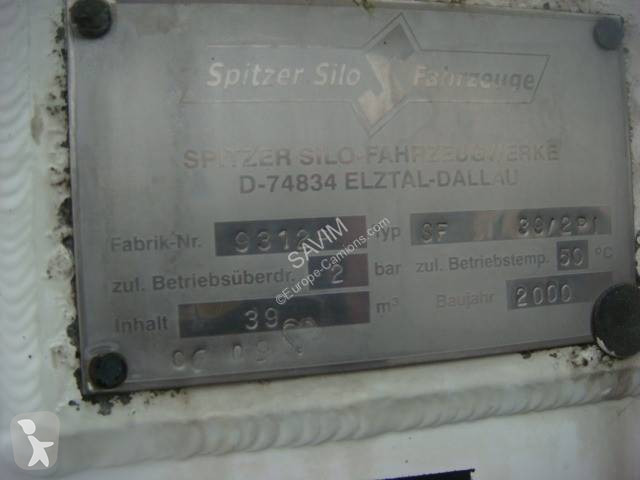 Spitzer Silo Fahrzeuge
SPITZER SILO-FAHRZEUGWERKE
D-74834 ELZTAL-DALLAU
Fabrik-Nr. Typ SF
zul. Betriebsüberdr. 2 bar zul. Betriebstemp. 50 °C
Inhalt 39 m³ Baujahr 2000
SAVIM
©Europe-Camions.com